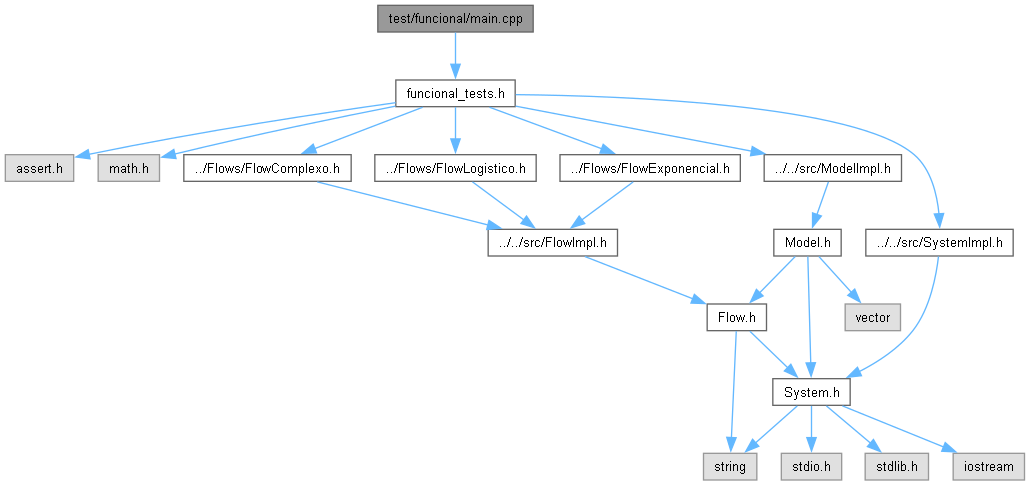 test/funcional/main.cpp
funcional_tests.h
assert.h
math.h
../Flows/FlowComplexo.h
../Flows/FlowLogistico.h
../Flows/FlowExponencial.h
../../src/ModelImpl.h
../../src/FlowImpl.h
Model.h
../../src/SystemImpl.h
Flow.h
vector
System.h
string
stdio.h
stdlib.h
iostream